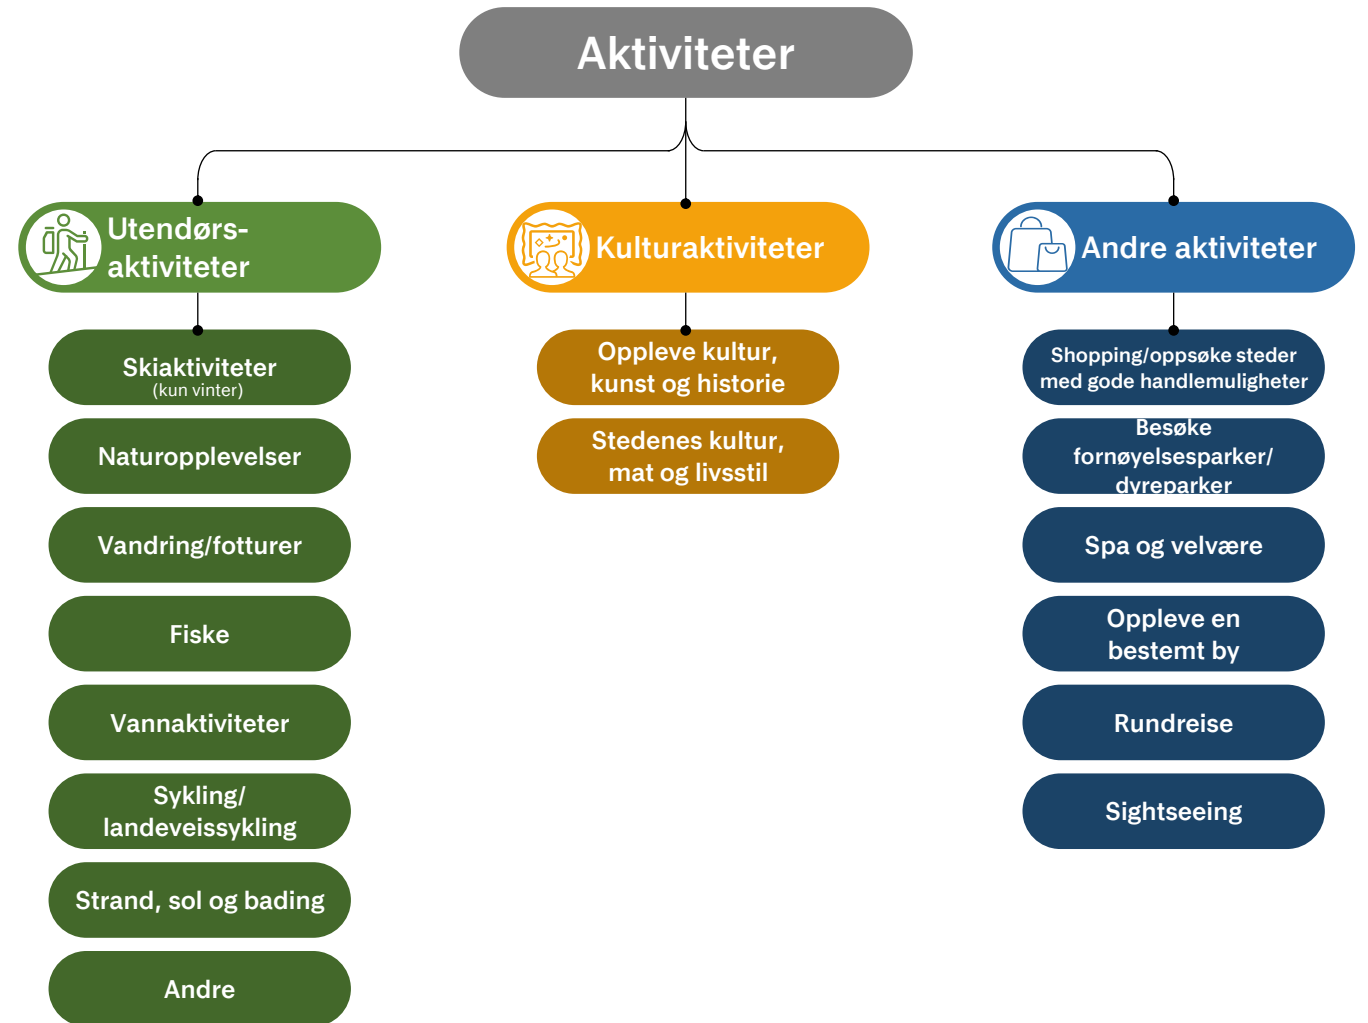 Aktiviteter
Utendørs-
aktiviteter
Skiaktiviteter
(kun vinter)
Naturopplevelser
Vandring/fotturer
Fiske
Vannaktiviteter
Sykling/
landeveissykling
Strand, sol og bading
Andre
Kulturaktiviteter
Oppleve kultur,
kunst og historie
Stedenes kultur,
mat og livsstil
Andre aktiviteter
Shopping/oppsøke steder
med gode handlemuligheter
Besøke
fornøyelsesparker/
dyreparker
Spa og velvære
Oppleve en
bestemt by
Rundreise
Sightseeing